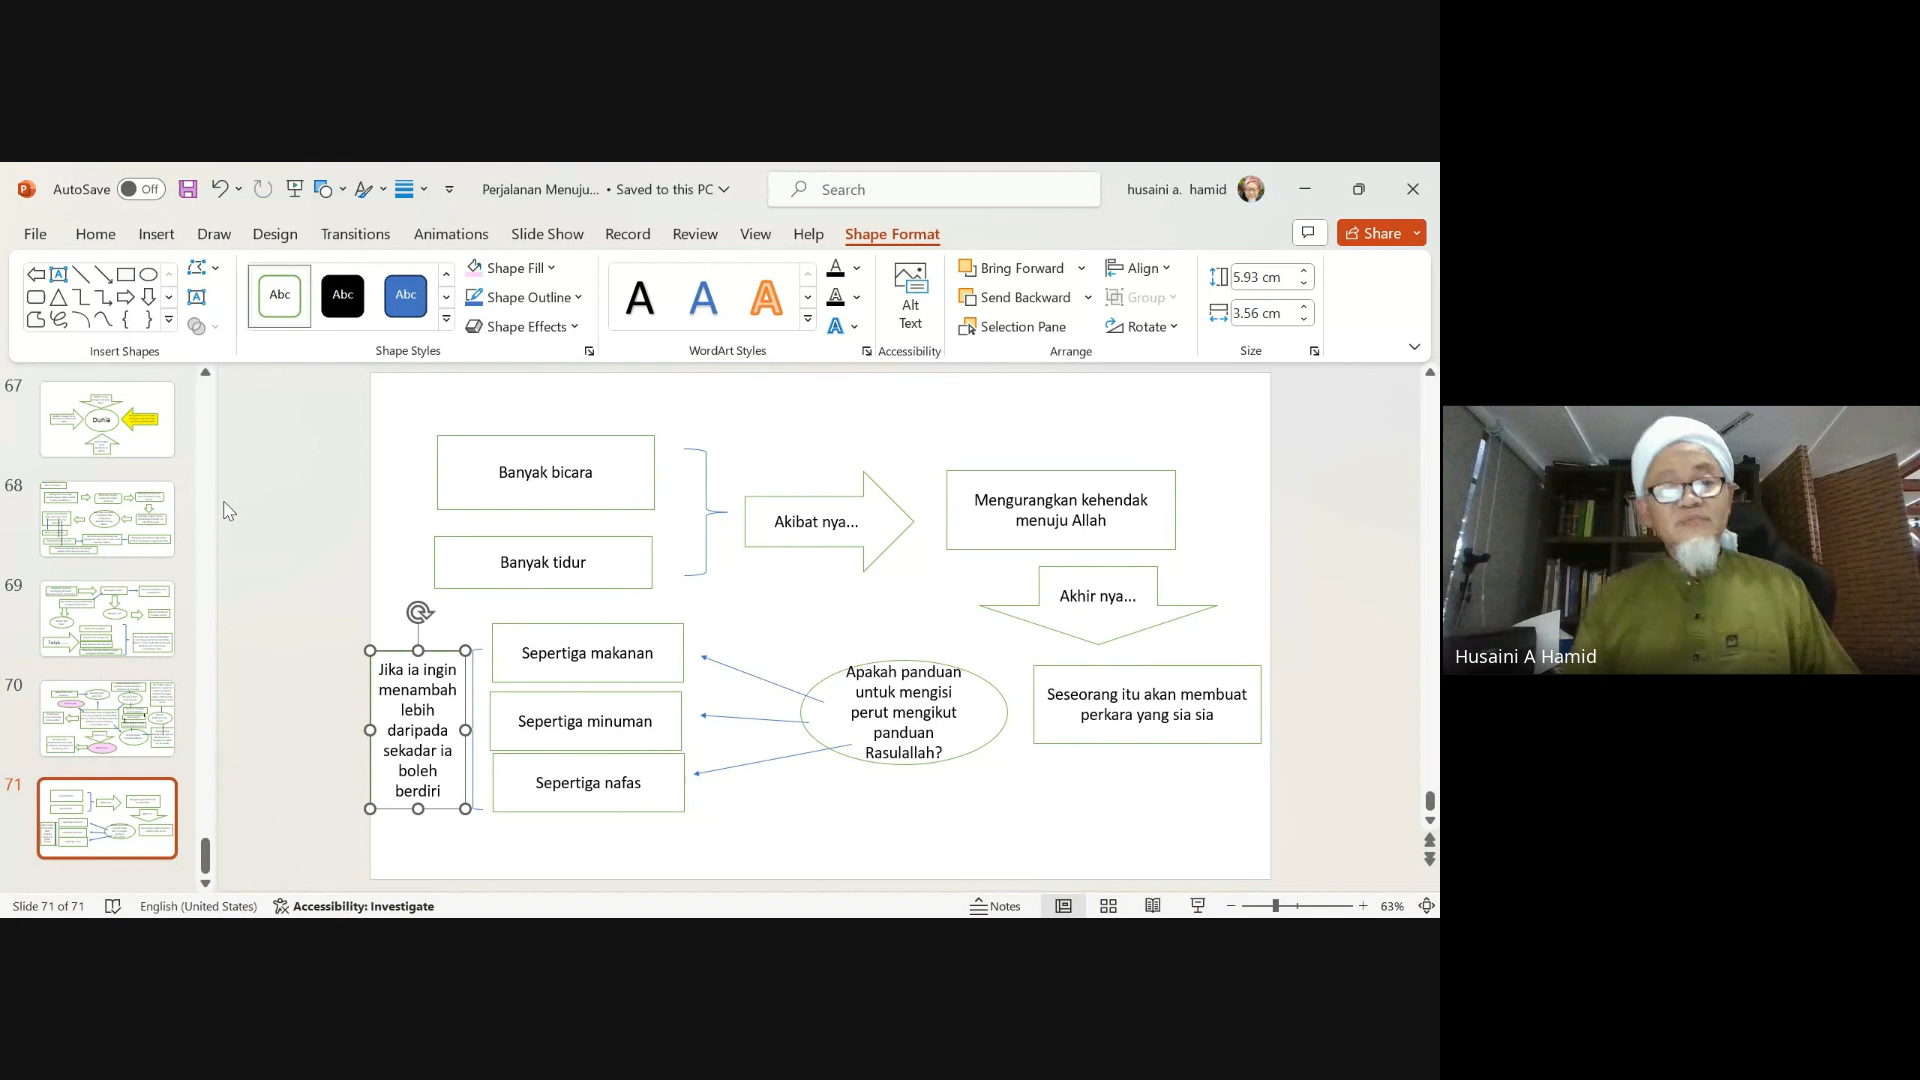 AutoSave Off Perjalanan Menuju... • Saved to this PC Search husaini a. hamid
File Home Insert Draw Design Transitions Animations Slide Show Record Review View Help Shape Format Share
Abc Abc Abc
Shape Fill
Shape Outline
Shape Effects
A A A
Alt
Text
Bring Forward
Send Backward
Selection Pane
Align
Group
Rotate
5.93 cm
3.56 cm
Insert Shapes Shape Styles WordArt Styles Accessibility Arrange Size
67
Dunia
68
69
70
71
Banyak bicara
Banyak tidur
Akibat nya...
Mengurangkan kehendak
menuju Allah
Akhir nya...
Seseorang itu akan membuat
perkara yang sia sia
Apakah panduan
untuk mengisi
perut mengikut
panduan
Rasulallah?
Sepertiga makanan
Sepertiga minuman
Sepertiga nafas
Jika ia ingin
menambah
lebih
daripada
sekadar ia
boleh
berdiri
Husaini A Hamid
Slide 71 of 71 English (United States) Accessibility: Investigate Notes 63%